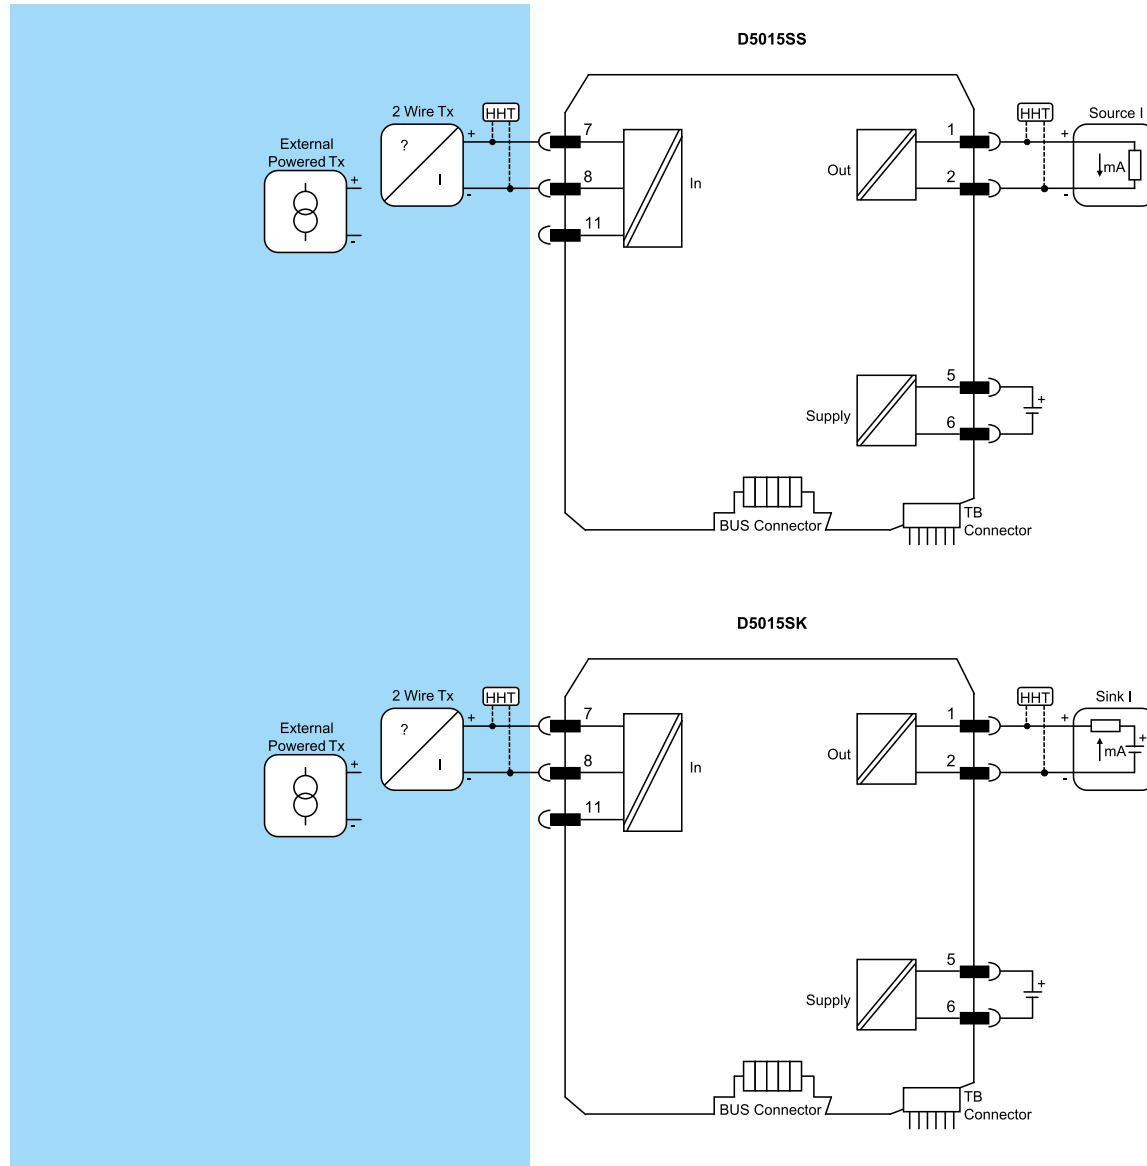 D5015SS
2 Wire Tx
HHT
External
Powered Tx
?
I
+
-
+
-
7
8
11
In
Out
1
2
HHT
Source I
+
-
mA
Supply
5
6
+
BUS Connector
TB
Connector
D5015SK
2 Wire Tx
HHT
External
Powered Tx
?
I
+
-
+
-
7
8
11
In
Out
1
2
HHT
Sink I
+
-
mA
+
Supply
5
6
+
BUS Connector
TB
Connector